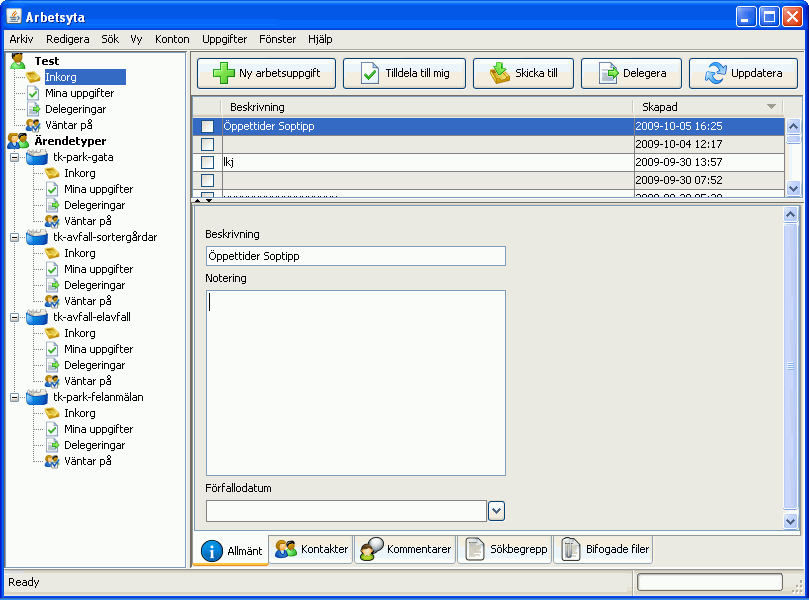 Arbetsyta
Arkiv Redigera Sök Vy Konton Uppgifter Fönster Hjälp
Test
Inkorg
Mina uppgifter
Delegeringar
Väntar på
Ärendetyper
tk-park-gata
Inkorg
Mina uppgifter
Delegeringar
Väntar på
tk-avfall-sortergårdar
Inkorg
Mina uppgifter
Delegeringar
Väntar på
tk-avfall-elavfall
Inkorg
Mina uppgifter
Delegeringar
Väntar på
tk-park-felanmälan
Inkorg
Mina uppgifter
Delegeringar
Väntar på
Ny arbetsuppgift Tilldela till mig Skicka till Delegera Uppdatera
Beskrivning Skapad
Öppettider Soptipp 2009-10-05 16:25
2009-10-04 12:17
lkj 2009-09-30 13:57
2009-09-30 07:52
Beskrivning
Öppettider Soptipp
Notering
Förfallodatum
Allmänt Kontakter Kommentarer Sökbegrepp Bifogade filer
Ready